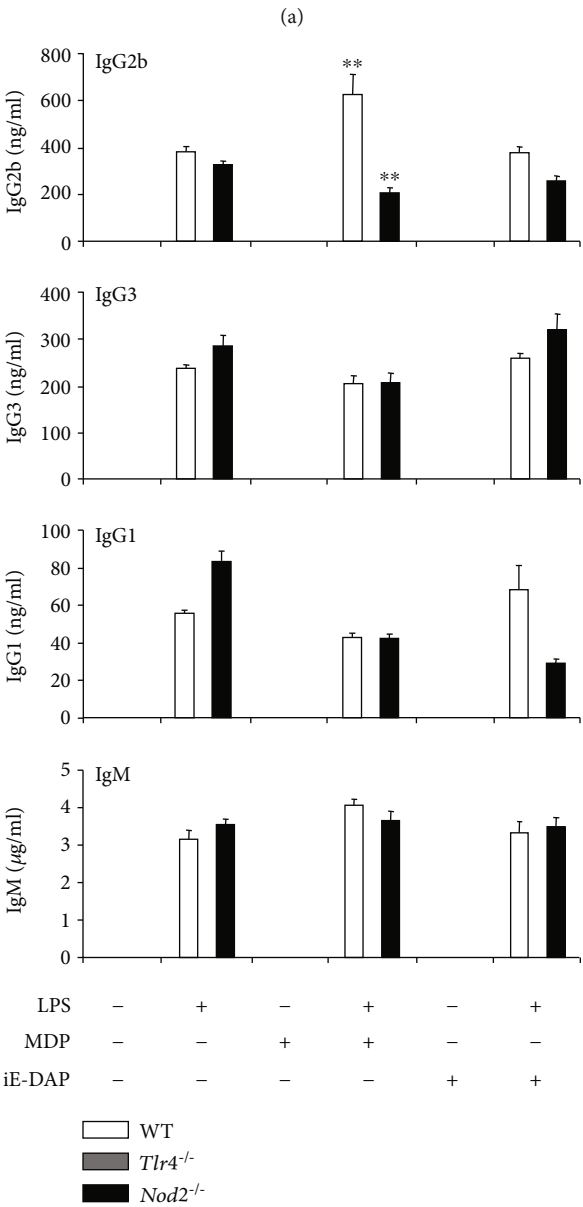 (a)
IgG2b
IgG2b (ng/ml)
800
600
400
200
0
**
**
IgG3
IgG3 (ng/ml)
400
300
200
100
0
IgG1
IgG1 (ng/ml)
100
80
60
40
20
0
IgM
IgM (μg/ml)
5
4
3
2
1
0
LPS − + − + − +
MDP − − + + − −
iE-DAP − − − − + +
WT
Tlr4-/-
Nod2-/-